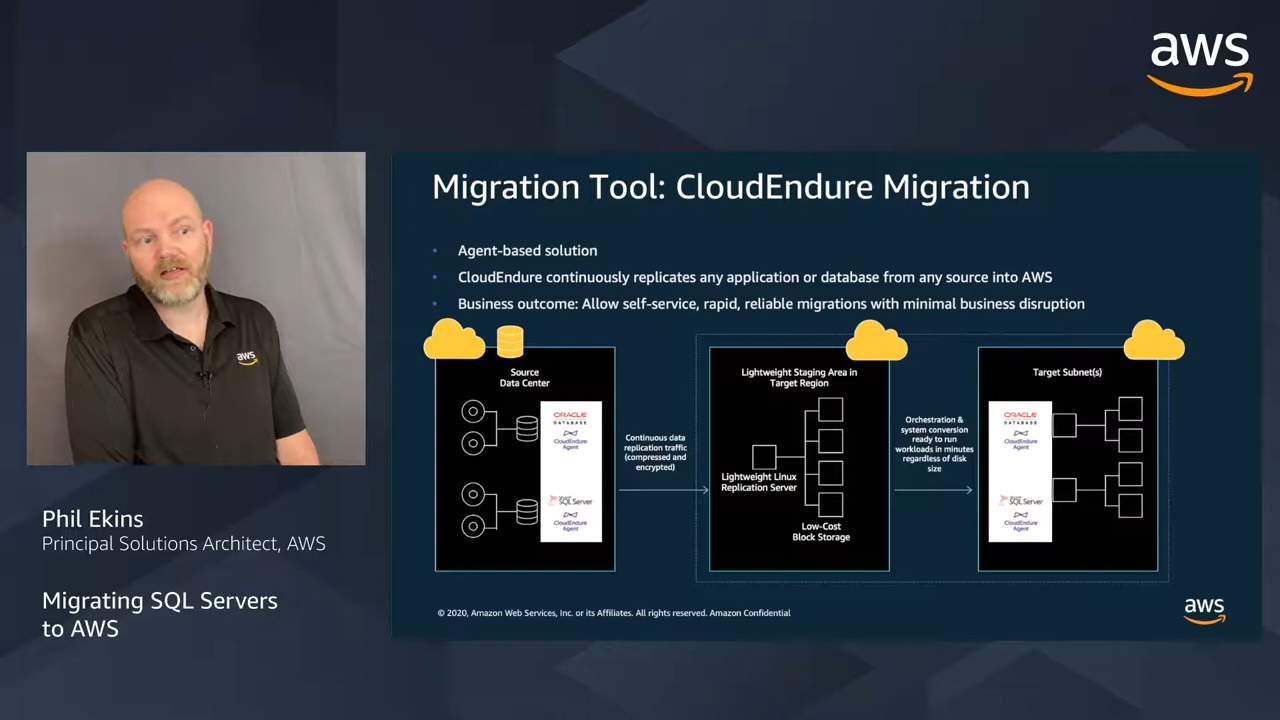 aws
Migration Tool: CloudEndure Migration
• Agent-based solution
• CloudEndure continuously replicates any application or database from any source into AWS
• Business outcome: Allow self-service, rapid, reliable migrations with minimal business disruption
Source
Data Center
ORACLE
DATABASE
CloudEndure
Agent
SQL Server
CloudEndure
Agent
Continuous data
replication traffic
(compressed and
encrypted)
Lightweight Staging Area in
Target Region
Lightweight Linux
Replication Server
Low-Cost
Block Storage
Orchestration &
system conversion
ready to run
workloads in minutes
regardless of disk
size
Target Subnet(s)
ORACLE
DATABASE
CloudEndure
Agent
SQL Server
CloudEndure
Agent
© 2020, Amazon Web Services, Inc. or its Affiliates. All rights reserved. Amazon Confidential
aws
aws
Phil Ekins
Principal Solutions Architect, AWS
Migrating SQL Servers
to AWS